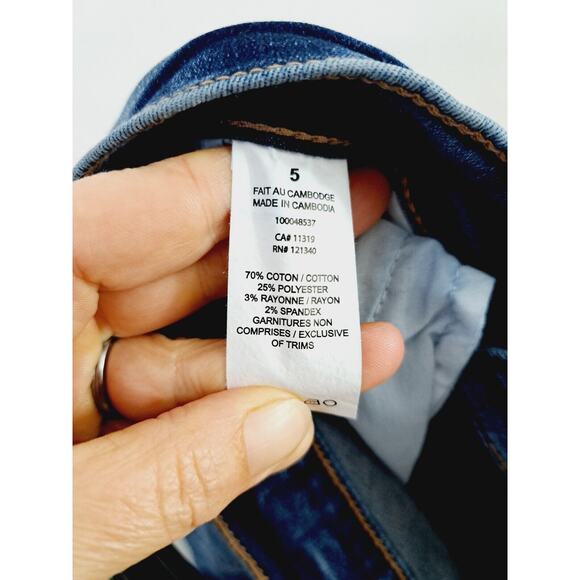 5
FAIT AU CAMBODGE
MADE IN CAMBODIA
100048537
CA# 11319
RN# 121340
70% COTON / COTTON
25% POLYESTER
3% RAYONNE / RAYON
2% SPANDEX
GARNITURES NON
COMPRISES / EXCLUSIVE
OF TRIMS